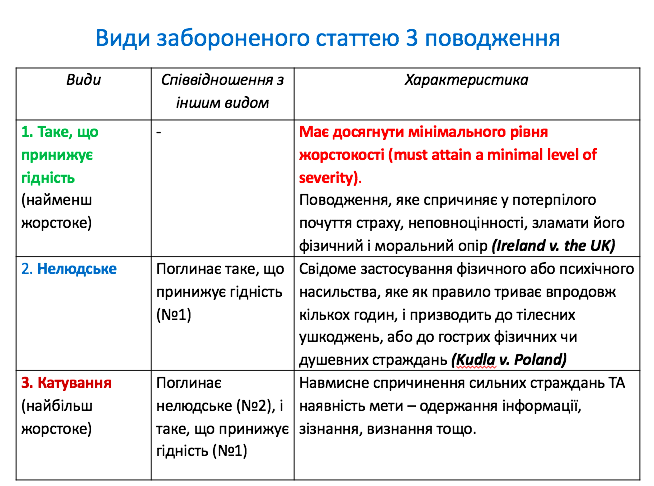 Види забороненого статтею 3 поводження
Види
Співвідношення з
іншим видом
Характеристика
1. Таке, що
принижує
гідність
(найменш
жорстоке)
-
Має досягнути мінімального рівня
жорстокості (must attain a minimal level of
severity).
Поводження, яке спричиняє у потерпілого
почуття страху, неповноцінності, зламати його
фізичний і моральний опір (Ireland v. the UK)
2. Нелюдське
Поглинає таке, що
принижує гідність
(№1)
Свідоме застосування фізичного або психічного
насильства, яке як правило триває впродовж
кількох годин, і призводить до тілесних
ушкоджень, або до гострих фізичних чи
душевних страждань (Kudla v. Poland)
3. Катування
(найбільш
жорстоке)
Поглинає
нелюдське (№2), і
таке, що принижує
гідність (№1)
Навмисне спричинення сильних страждань ТА
наявність мети – одержання інформації,
зізнання, визнання тощо.